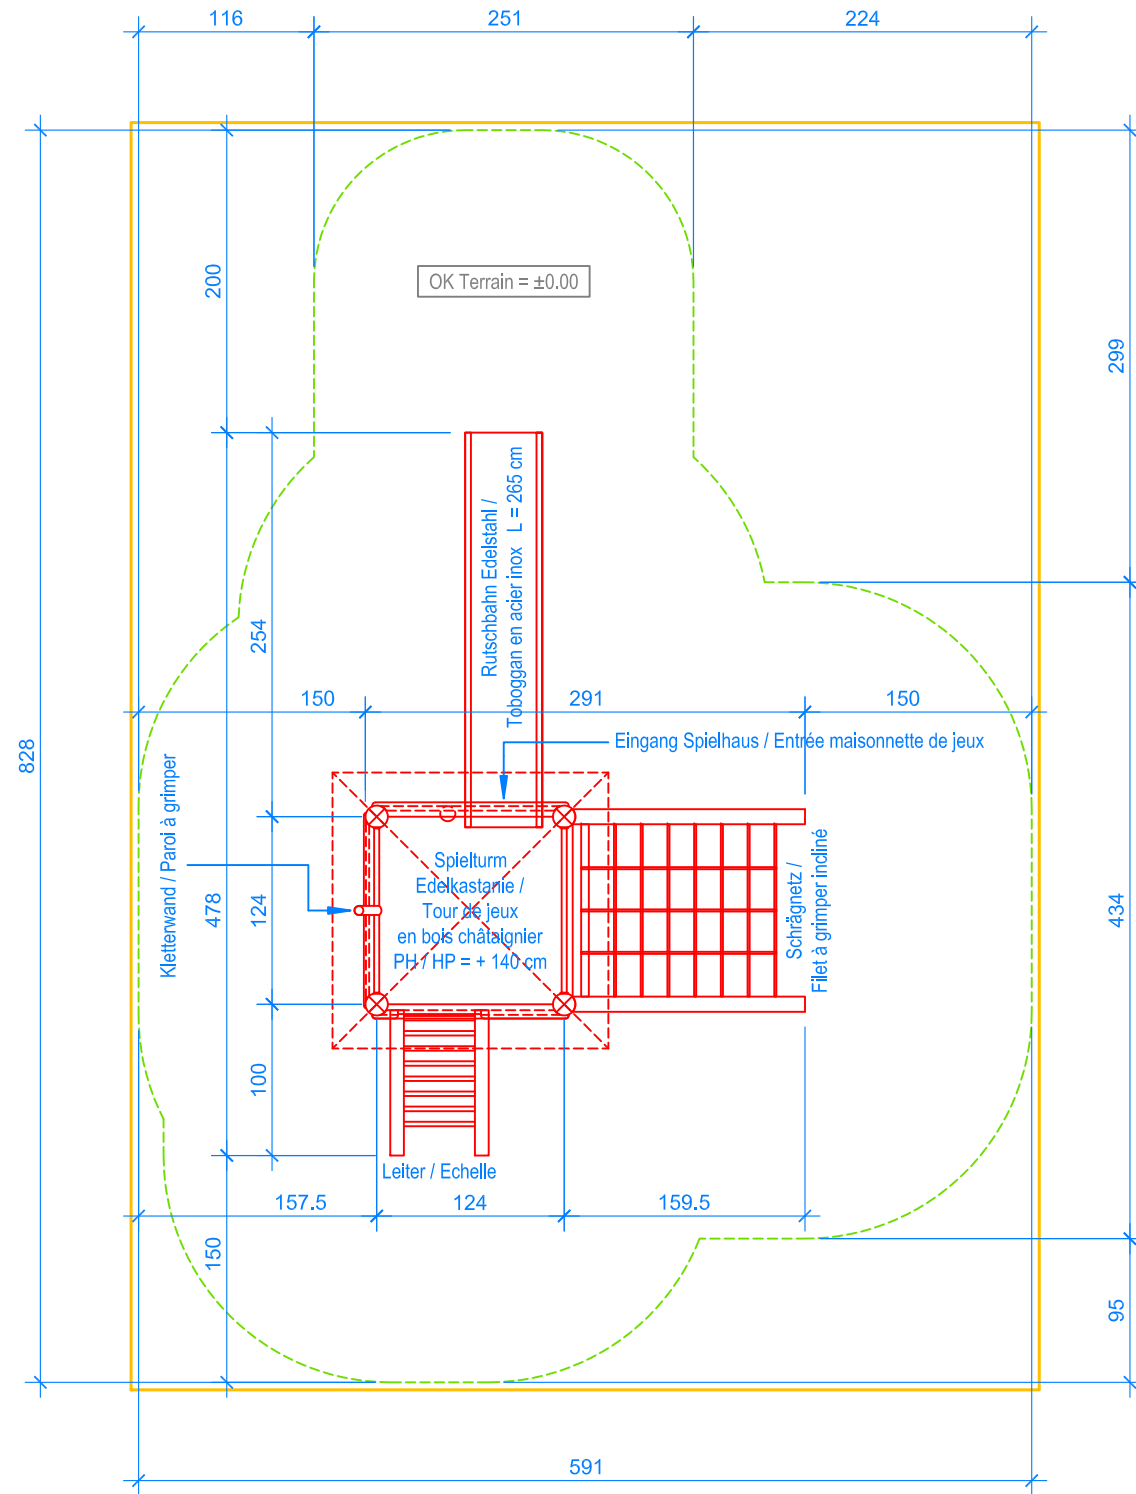 116
251
224
OK Terrain = ±0.00
200
299
Rutschbahn Edelstahl /
Toboggan en acier inox L = 265 cm
254
150
291
150
828
Eingang Spielhaus / Entrée maisonnette de jeux
Kletterwand / Paroi à grimper
Spielturm
Edelkastanie /
Tour de jeux
en bois châtaignier
PH / HP = + 140 cm
Schrägnetz /
Filet à grimper incliné
478
124
434
100
Leiter / Echelle
157.5
124
159.5
150
95
591